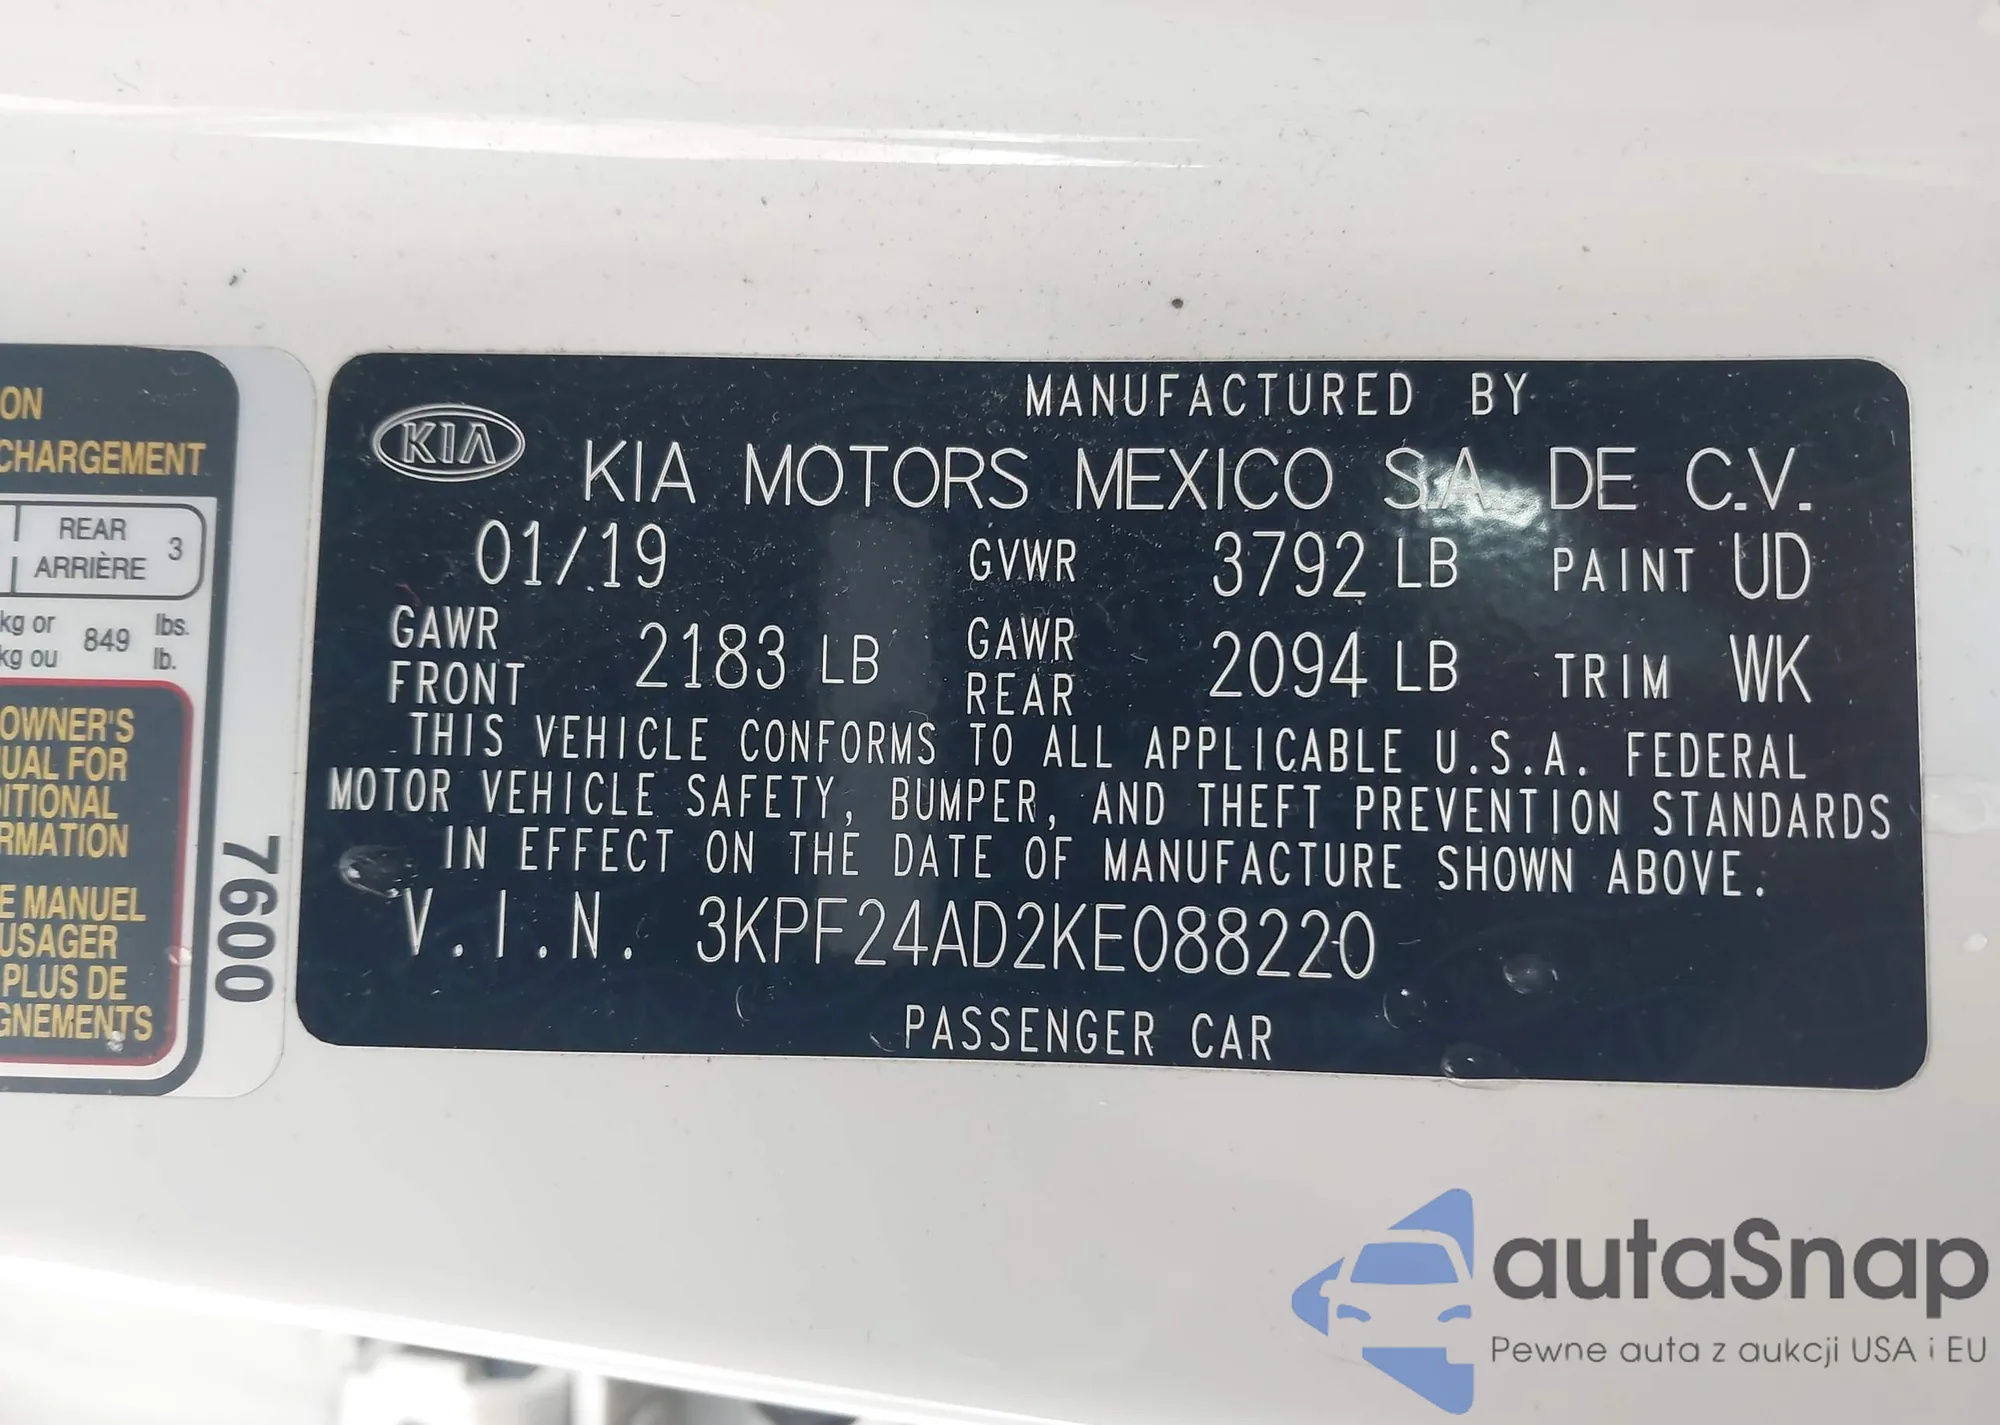 ON
CHARGEMENT
REAR
ARRIÈRE
3
kg or
kg ou
849
lbs.
lb.
OWNER'S
UAL FOR
DITIONAL
RMATION
E MANUEL
USAGER
PLUS DE
GNEMENTS
7600
MANUFACTURED BY
KIA
KIA MOTORS MEXICO S.A. DE C.V.
01/19 GVWR 3792 LB PAINT UD
GAWR FRONT 2183 LB GAWR REAR 2094 LB TRIM WK
THIS VEHICLE CONFORMS TO ALL APPLICABLE U.S.A. FEDERAL
MOTOR VEHICLE SAFETY, BUMPER, AND THEFT PREVENTION STANDARDS
IN EFFECT ON THE DATE OF MANUFACTURE SHOWN ABOVE.
V.I.N. 3KPF24AD2KE088220
PASSENGER CAR
autaSnap
Pewne auta z aukcji USA i EU